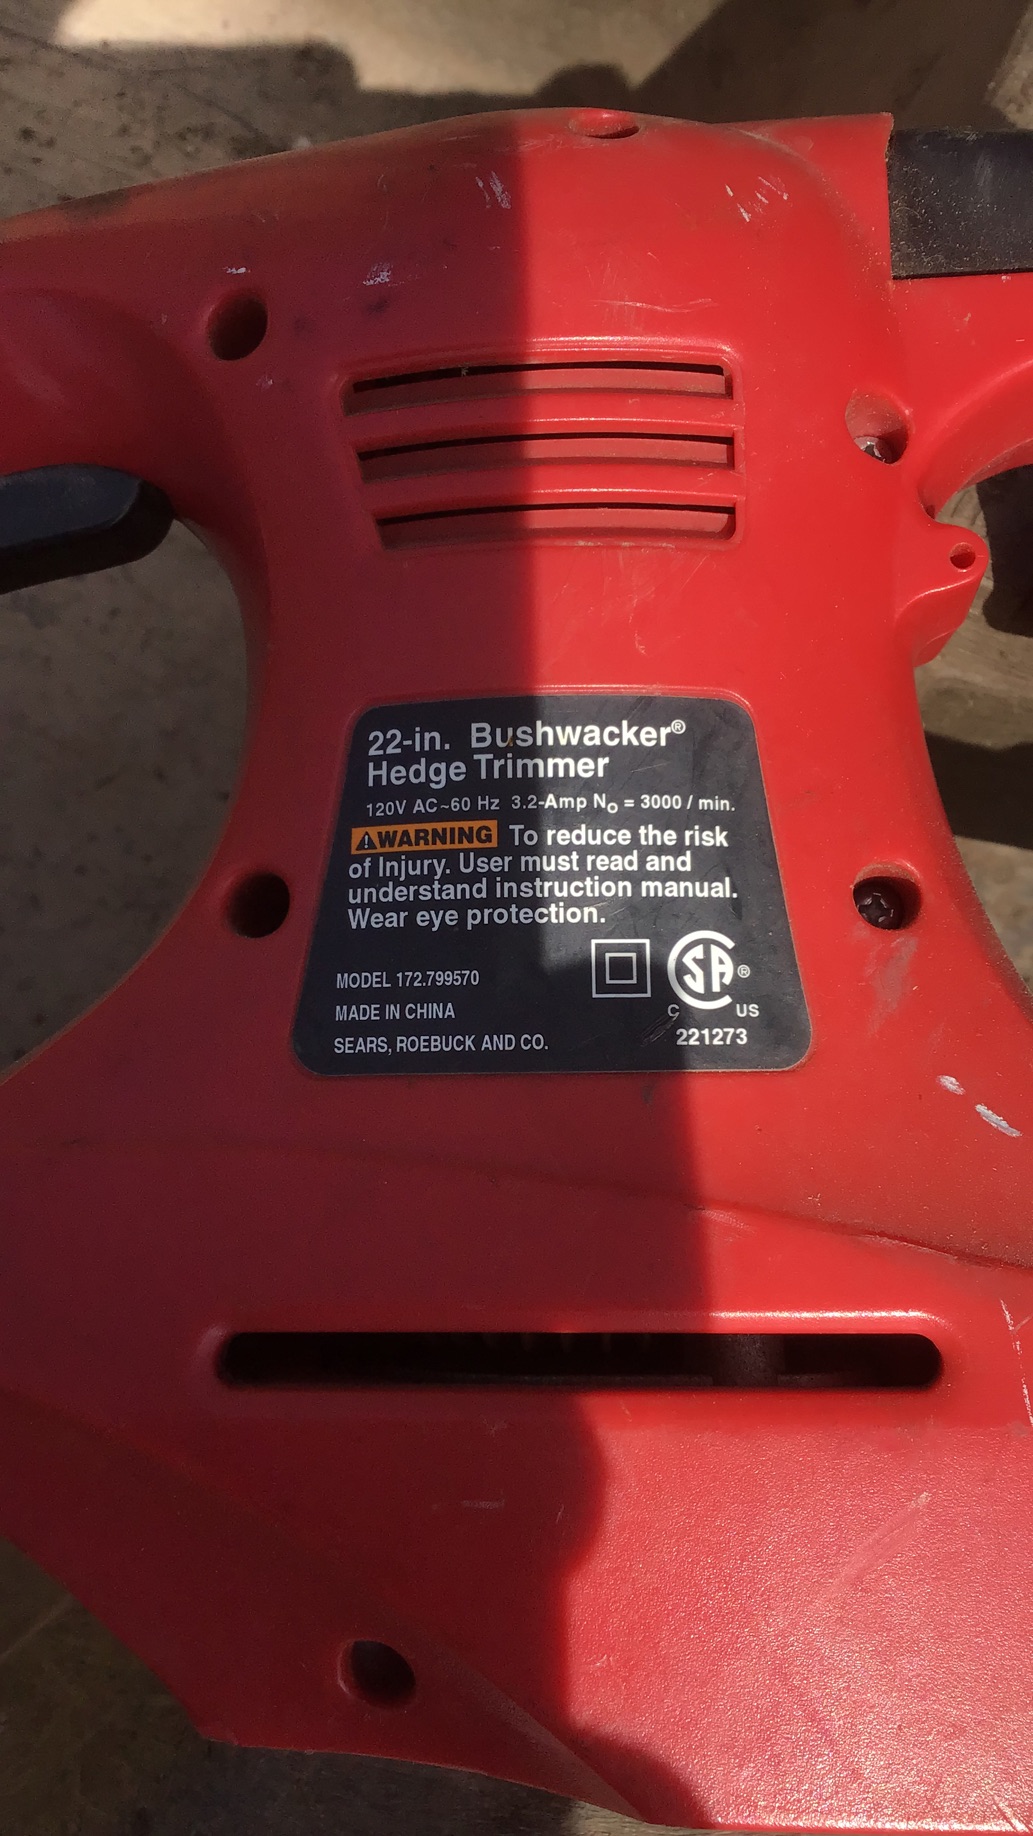 22-in. Bushwacker®
Hedge Trimmer
120V AC~60 Hz 3.2-Amp No = 3000 / min.
⚠WARNING To reduce the risk
of Injury. User must read and
understand instruction manual.
Wear eye protection.
MODEL 172.799570
MADE IN CHINA
SEARS, ROEBUCK AND CO.
SA ®
C US
221273